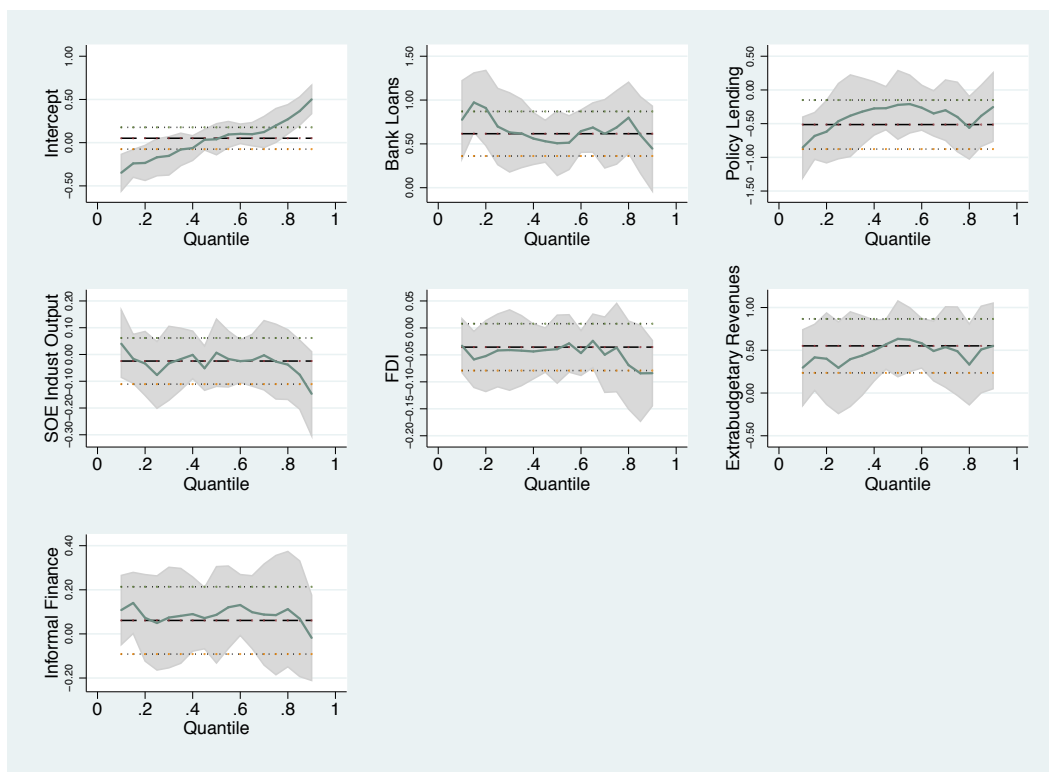 Intercept
1.00
0.50
0.00
−0.50
0 .2 .4 .6 .8 1
Quantile
Bank Loans
1.50
1.00
0.50
0.00
0 .2 .4 .6 .8 1
Quantile
Policy Lending
0.50
0.00
−0.50
−1.00
−1.50
0 .2 .4 .6 .8 1
Quantile
SOE Indust Output
0.20
0.10
0.00
−0.10
−0.20
−0.30
0 .2 .4 .6 .8 1
Quantile
FDI
0.05
0.00
−0.05
−0.10
−0.15
−0.20
0 .2 .4 .6 .8 1
Quantile
Extrabudgetary Revenues
1.00
0.50
0.00
−0.50
0 .2 .4 .6 .8 1
Quantile
Informal Finance
0.40
0.20
0.00
−0.20
0 .2 .4 .6 .8 1
Quantile